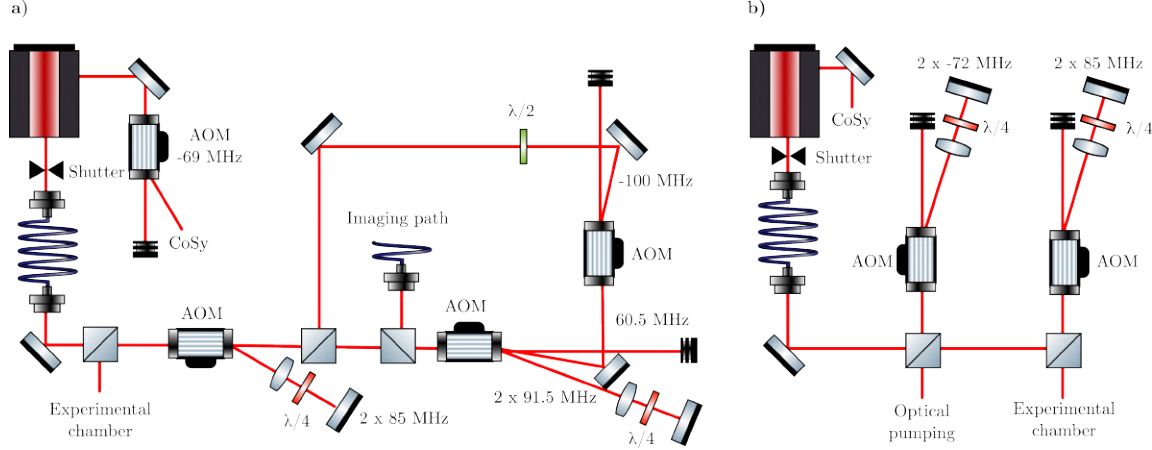 a)
AOM
-69 MHz
Shutter
CoSy
λ/2
-100 MHz
Imaging path
AOM
AOM
60.5 MHz
Experimental
chamber
λ/4
2 x 85 MHz
2 x 91.5 MHz
λ/4
b)
2 x -72 MHz
2 x 85 MHz
CoSy
λ/4
λ/4
Shutter
AOM
AOM
Optical
pumping
Experimental
chamber